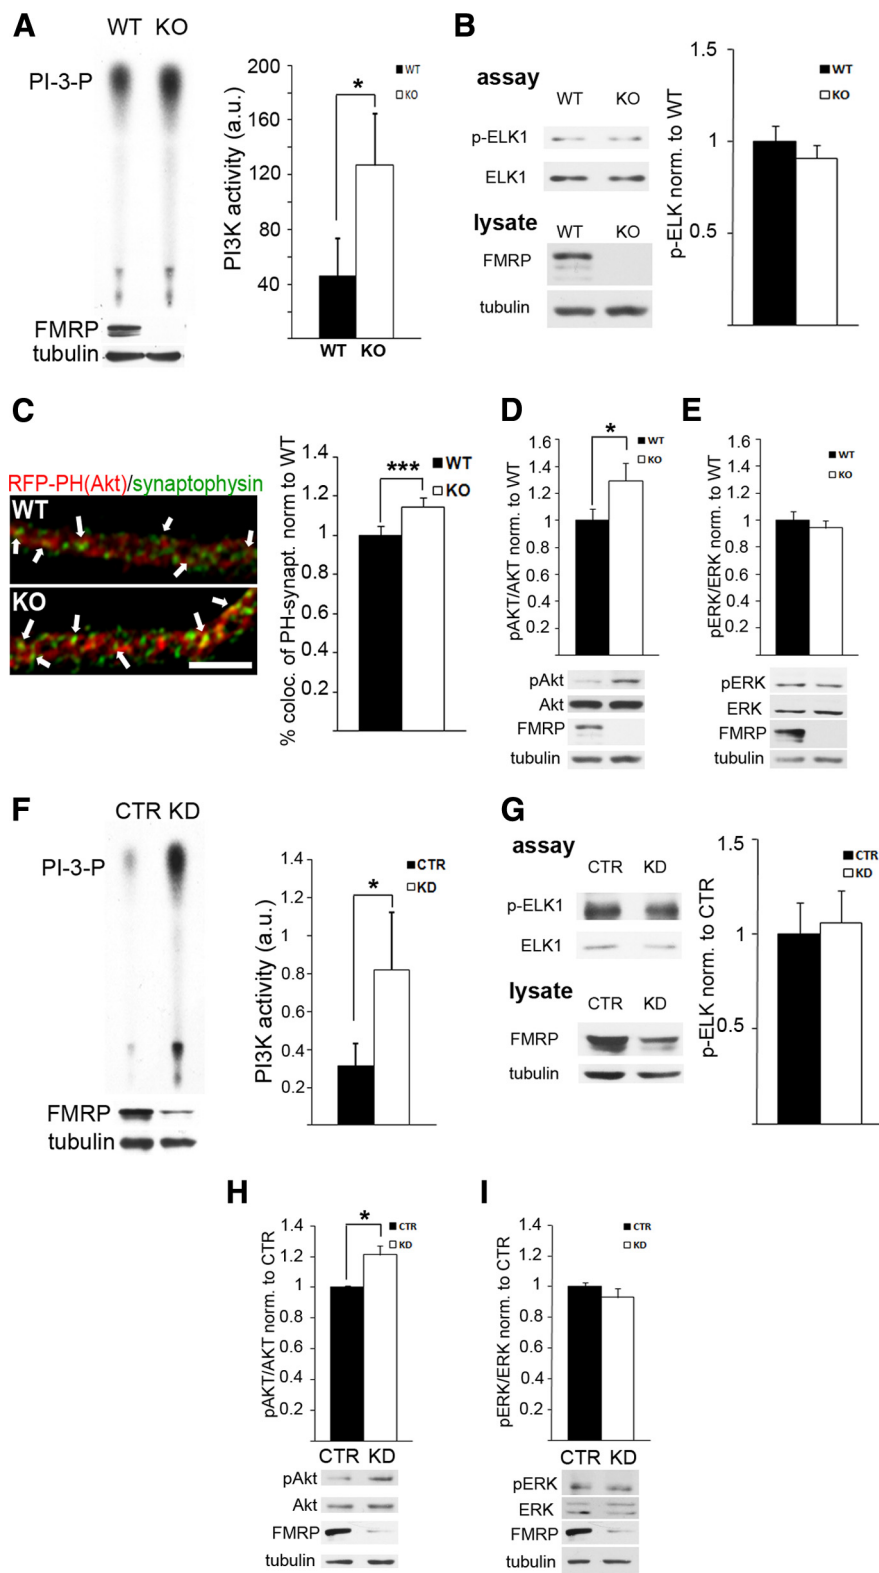 A
WT KO
PI-3-P
FMRP
tubulin
PI3K activity (a.u.)
200
160
120
80
40
*
WT
KO
WT KO
B
assay
WT KO
p-ELK1
ELK1
lysate
WT KO
FMRP
tubulin
p-ELK norm. to WT
1.5
1
0.5
WT
KO
C
RFP-PH(Akt)/synaptophysin
WT
KO
% coloc. of PH-synapt. norm to WT
1.4
1.2
1
0.8
0.6
0.4
0.2
***
WT
KO
D
pAKT/AKT norm. to WT
1.6
1.4
1.2
1
0.8
0.6
0.4
0.2
*
WT
KO
pAkt
Akt
FMRP
tubulin
E
pERK/ERK norm. to WT
1.6
1.4
1.2
1
0.8
0.6
0.4
0.2
WT
KO
pERK
ERK
FMRP
tubulin
F
CTR KD
PI-3-P
FMRP
tubulin
PI3K activity (a.u.)
1.4
1.2
1
0.8
0.6
0.4
0.2
*
CTR
KD
G
assay
CTR KD
p-ELK1
ELK1
lysate
CTR KD
FMRP
tubulin
p-ELK norm. to CTR
1.5
1
0.5
CTR
KD
H
pAKT/AKT norm. to CTR
1.4
1.2
1
0.8
0.6
0.4
0.2
*
CTR
KD
CTR KD
pAkt
Akt
FMRP
tubulin
I
pERK/ERK norm. to CTR
1.4
1.2
1
0.8
0.6
0.4
0.2
CTR
KD
CTR KD
pERK
ERK
FMRP
tubulin